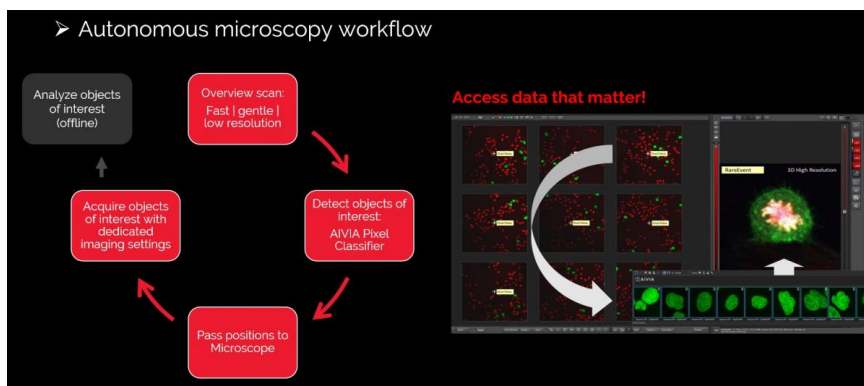 ➢ Autonomous microscopy workflow
Analyze objects
of interest
(offline)
Overview scan:
Fast | gentle |
low resolution
Acquire objects
of interest with
dedicated
imaging settings
Detect objects of
interest:
AIVIA Pixel
Classifier
Pass positions to
Microscope
Access data that matter!
RareEvent
3D High Resolution
AIVIA